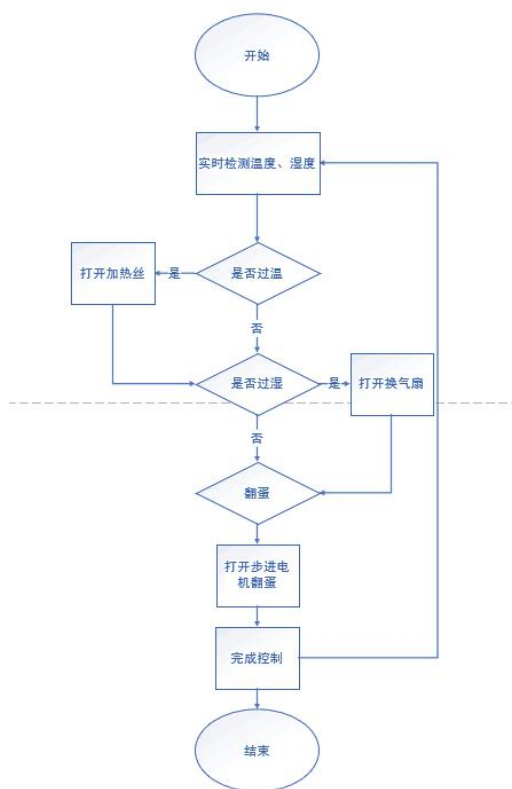 开始
实时检测温度、湿度
打开加热丝
是
是否过温
否
是否过湿
是
打开换气扇
否
翻蛋
打开步进电
机翻蛋
完成控制
结束